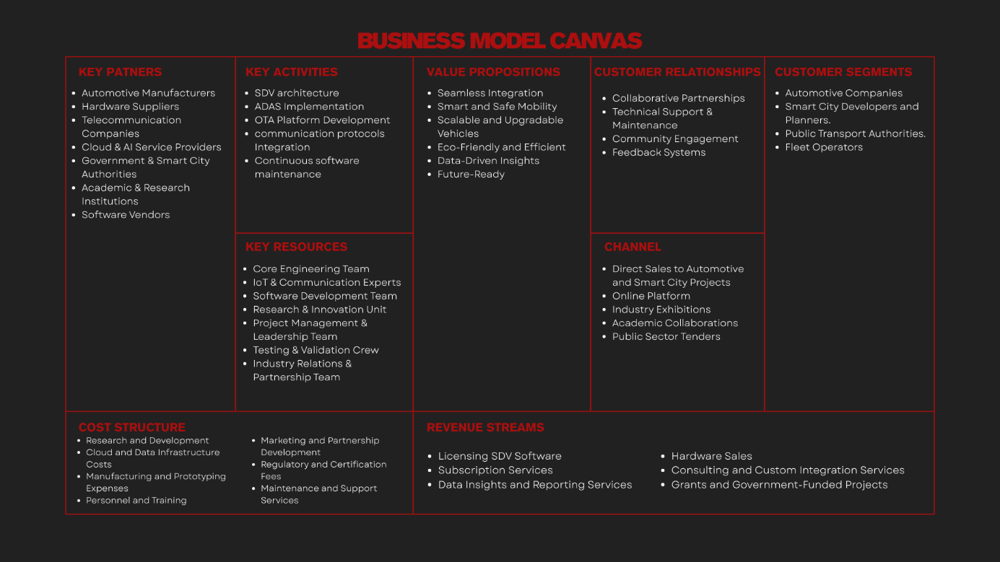 BUSINESS MODEL CANVAS
KEY PATNERS
• Automotive Manufacturers
• Hardware Suppliers
• Telecommunication
Companies
• Cloud & AI Service Providers
• Government & Smart City
Authorities
• Academic & Research
Institutions
• Software Vendors
KEY ACTIVITIES
• SDV architecture
• ADAS Implementation
• OTA Platform Development
• communication protocols
Integration
• Continuous software
maintenance
KEY RESOURCES
• Core Engineering Team
• IoT & Communication Experts
• Software Development Team
• Research & Innovation Unit
• Project Management &
Leadership Team
• Testing & Validation Crew
• Industry Relations &
Partnership Team
VALUE PROPOSITIONS
• Seamless Integration
• Smart and Safe Mobility
• Scalable and Upgradable
Vehicles
• Eco-Friendly and Efficient
• Data-Driven Insights
• Future-Ready
CUSTOMER RELATIONSHIPS
• Collaborative Partnerships
• Technical Support &
Maintenance
• Community Engagement
• Feedback Systems
CHANNEL
• Direct Sales to Automotive
and Smart City Projects
• Online Platform
• Industry Exhibitions
• Academic Collaborations
• Public Sector Tenders
CUSTOMER SEGMENTS
• Automotive Companies
• Smart City Developers and
Planners.
• Public Transport Authorities.
• Fleet Operators
COST STRUCTURE
• Research and Development
• Cloud and Data Infrastructure
Costs
• Manufacturing and Prototyping
Expenses
• Personnel and Training
• Marketing and Partnership
Development
• Regulatory and Certification
Fees
• Maintenance and Support
Services
REVENUE STREAMS
• Licensing SDV Software
• Subscription Services
• Data Insights and Reporting Services
• Hardware Sales
• Consulting and Custom Integration Services
• Grants and Government-Funded Projects